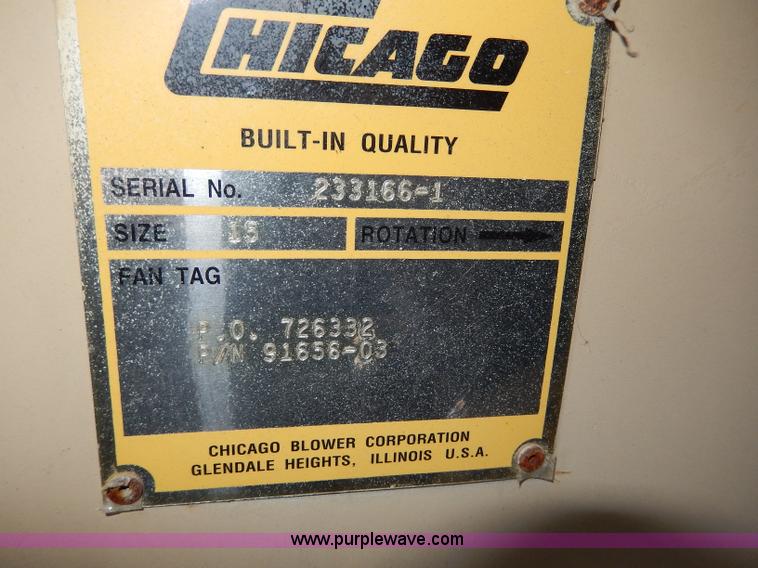 CHICAGO
BUILT-IN QUALITY
SERIAL No. 233166-1
SIZE 15 ROTATION
FAN TAG
P.O. 726332
P/N 91656-03
CHICAGO BLOWER CORPORATION
GLENDALE HEIGHTS, ILLINOIS U.S.A.
www.purplewave.com